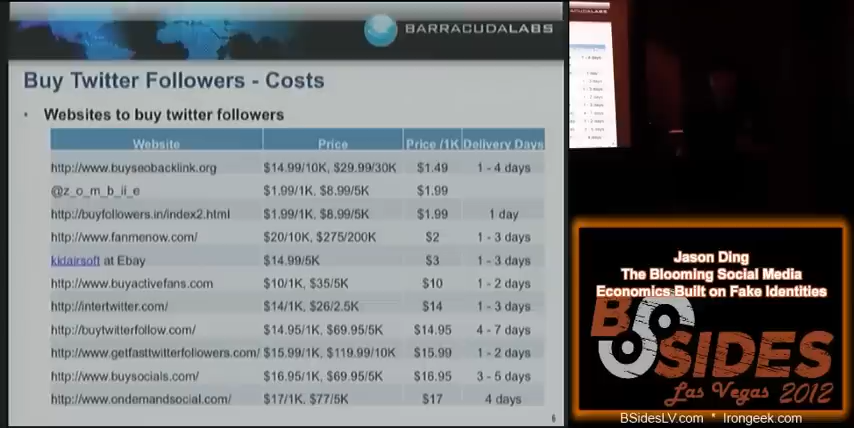 BARRACUDALABS
Buy Twitter Followers - Costs
• Websites to buy twitter followers
Website Price Price /1K Delivery Days
http://www.buyseobacklink.org $14.99/10K, $29.99/30K $1.49 1 - 4 days
@z_o_m_b_ii_e $1.99/1K, $8.99/5K $1.99
http://buyfollowers.in/index2.html $1.99/1K, $8.99/5K $1.99 1 day
http://www.fanmenow.com/ $20/10K, $275/200K $2 1 - 3 days
kidairsoft at Ebay $14.99/5K $3 1 - 3 days
http://www.buyactivefans.com $10/1K, $35/5K $10 1 - 2 days
http://intertwitter.com/ $14/1K, $26/2.5K $14 1 - 3 days
http://buytwitterfollow.com/ $14.95/1K, $69.95/5K $14.95 4 - 7 days
http://www.getfasttwitterfollowers.com/ $15.99/1K, $119.99/10K $15.99 1 - 2 days
http://www.buysocials.com/ $16.95/1K, $69.95/5K $16.95 3 - 5 days
http://www.ondemandsocial.com/ $17/1K, $77/5K $17 4 days
6
Jason Ding
The Blooming Social Media
Economics Built on Fake Identities
BSIDES
Las Vegas 2012
BSidesLV.com * Irongeek.com